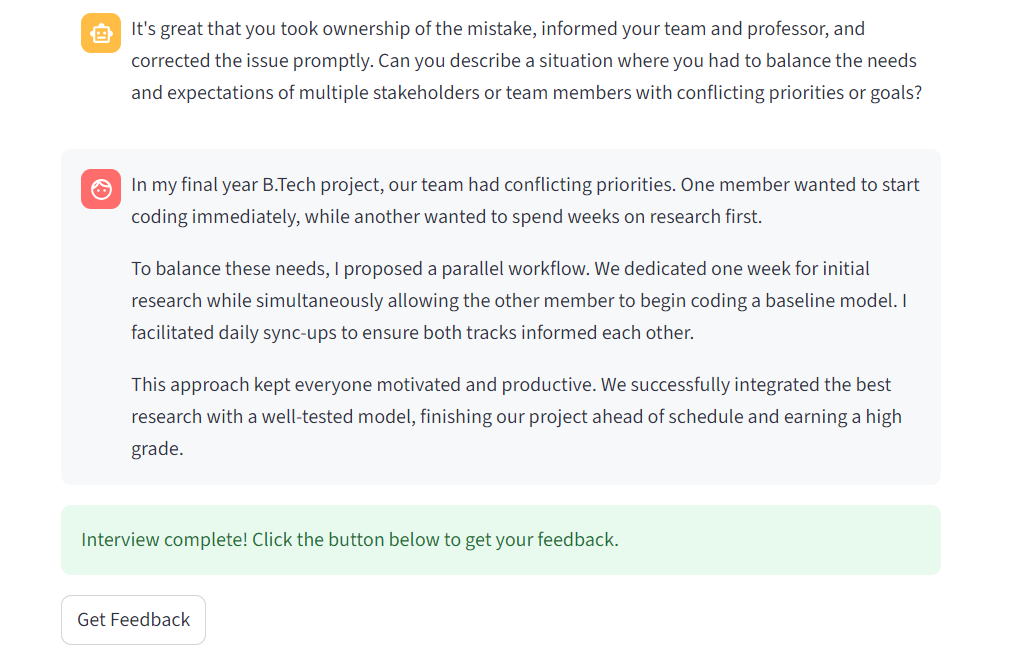 It's great that you took ownership of the mistake, informed your team and professor, and
corrected the issue promptly. Can you describe a situation where you had to balance the needs
and expectations of multiple stakeholders or team members with conflicting priorities or goals?
In my final year B.Tech project, our team had conflicting priorities. One member wanted to start
coding immediately, while another wanted to spend weeks on research first.
To balance these needs, I proposed a parallel workflow. We dedicated one week for initial
research while simultaneously allowing the other member to begin coding a baseline model. I
facilitated daily sync-ups to ensure both tracks informed each other.
This approach kept everyone motivated and productive. We successfully integrated the best
research with a well-tested model, finishing our project ahead of schedule and earning a high
grade.
Interview complete! Click the button below to get your feedback.
Get Feedback